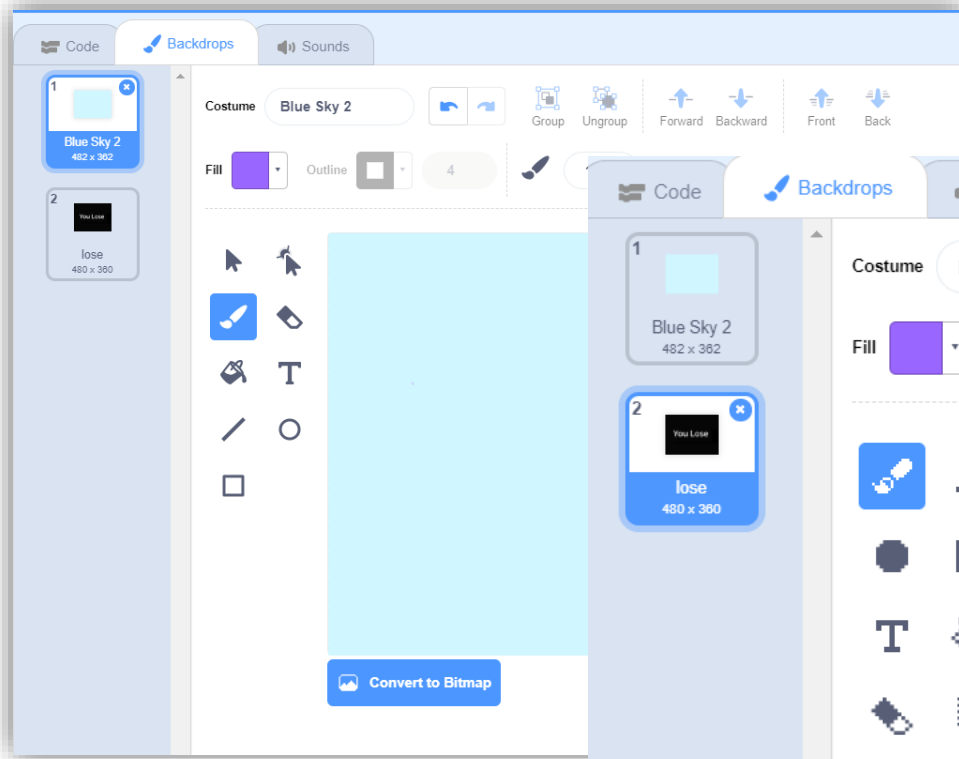 Code Backdrops Sounds
1
Blue Sky 2
482 x 362
2
You Lose
lose
480 x 360
Costume Blue Sky 2
Group Ungroup Forward Backward Front Back
Fill Outline 4
Convert to Bitmap
Code Backdrops
1
Blue Sky 2
482 x 362
2
You Lose
lose
480 x 360
Costume
Fill
T
T